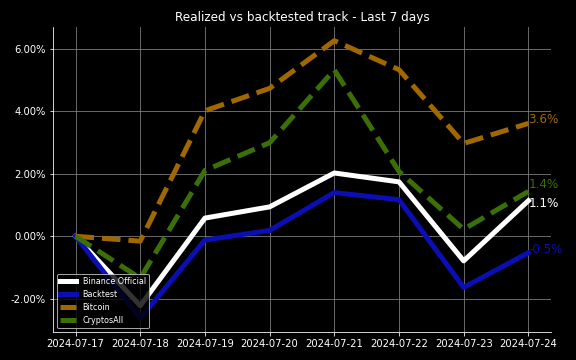 Realized vs backtested track - Last 7 days
6.00%
4.00%
2.00%
0.00%
-2.00%
3.6%
1.4%
1.1%
-0.5%
Binance Official
Backtest
Bitcoin
CryptosAll
2024-07-17 2024-07-18 2024-07-19 2024-07-20 2024-07-21 2024-07-22 2024-07-23 2024-07-24